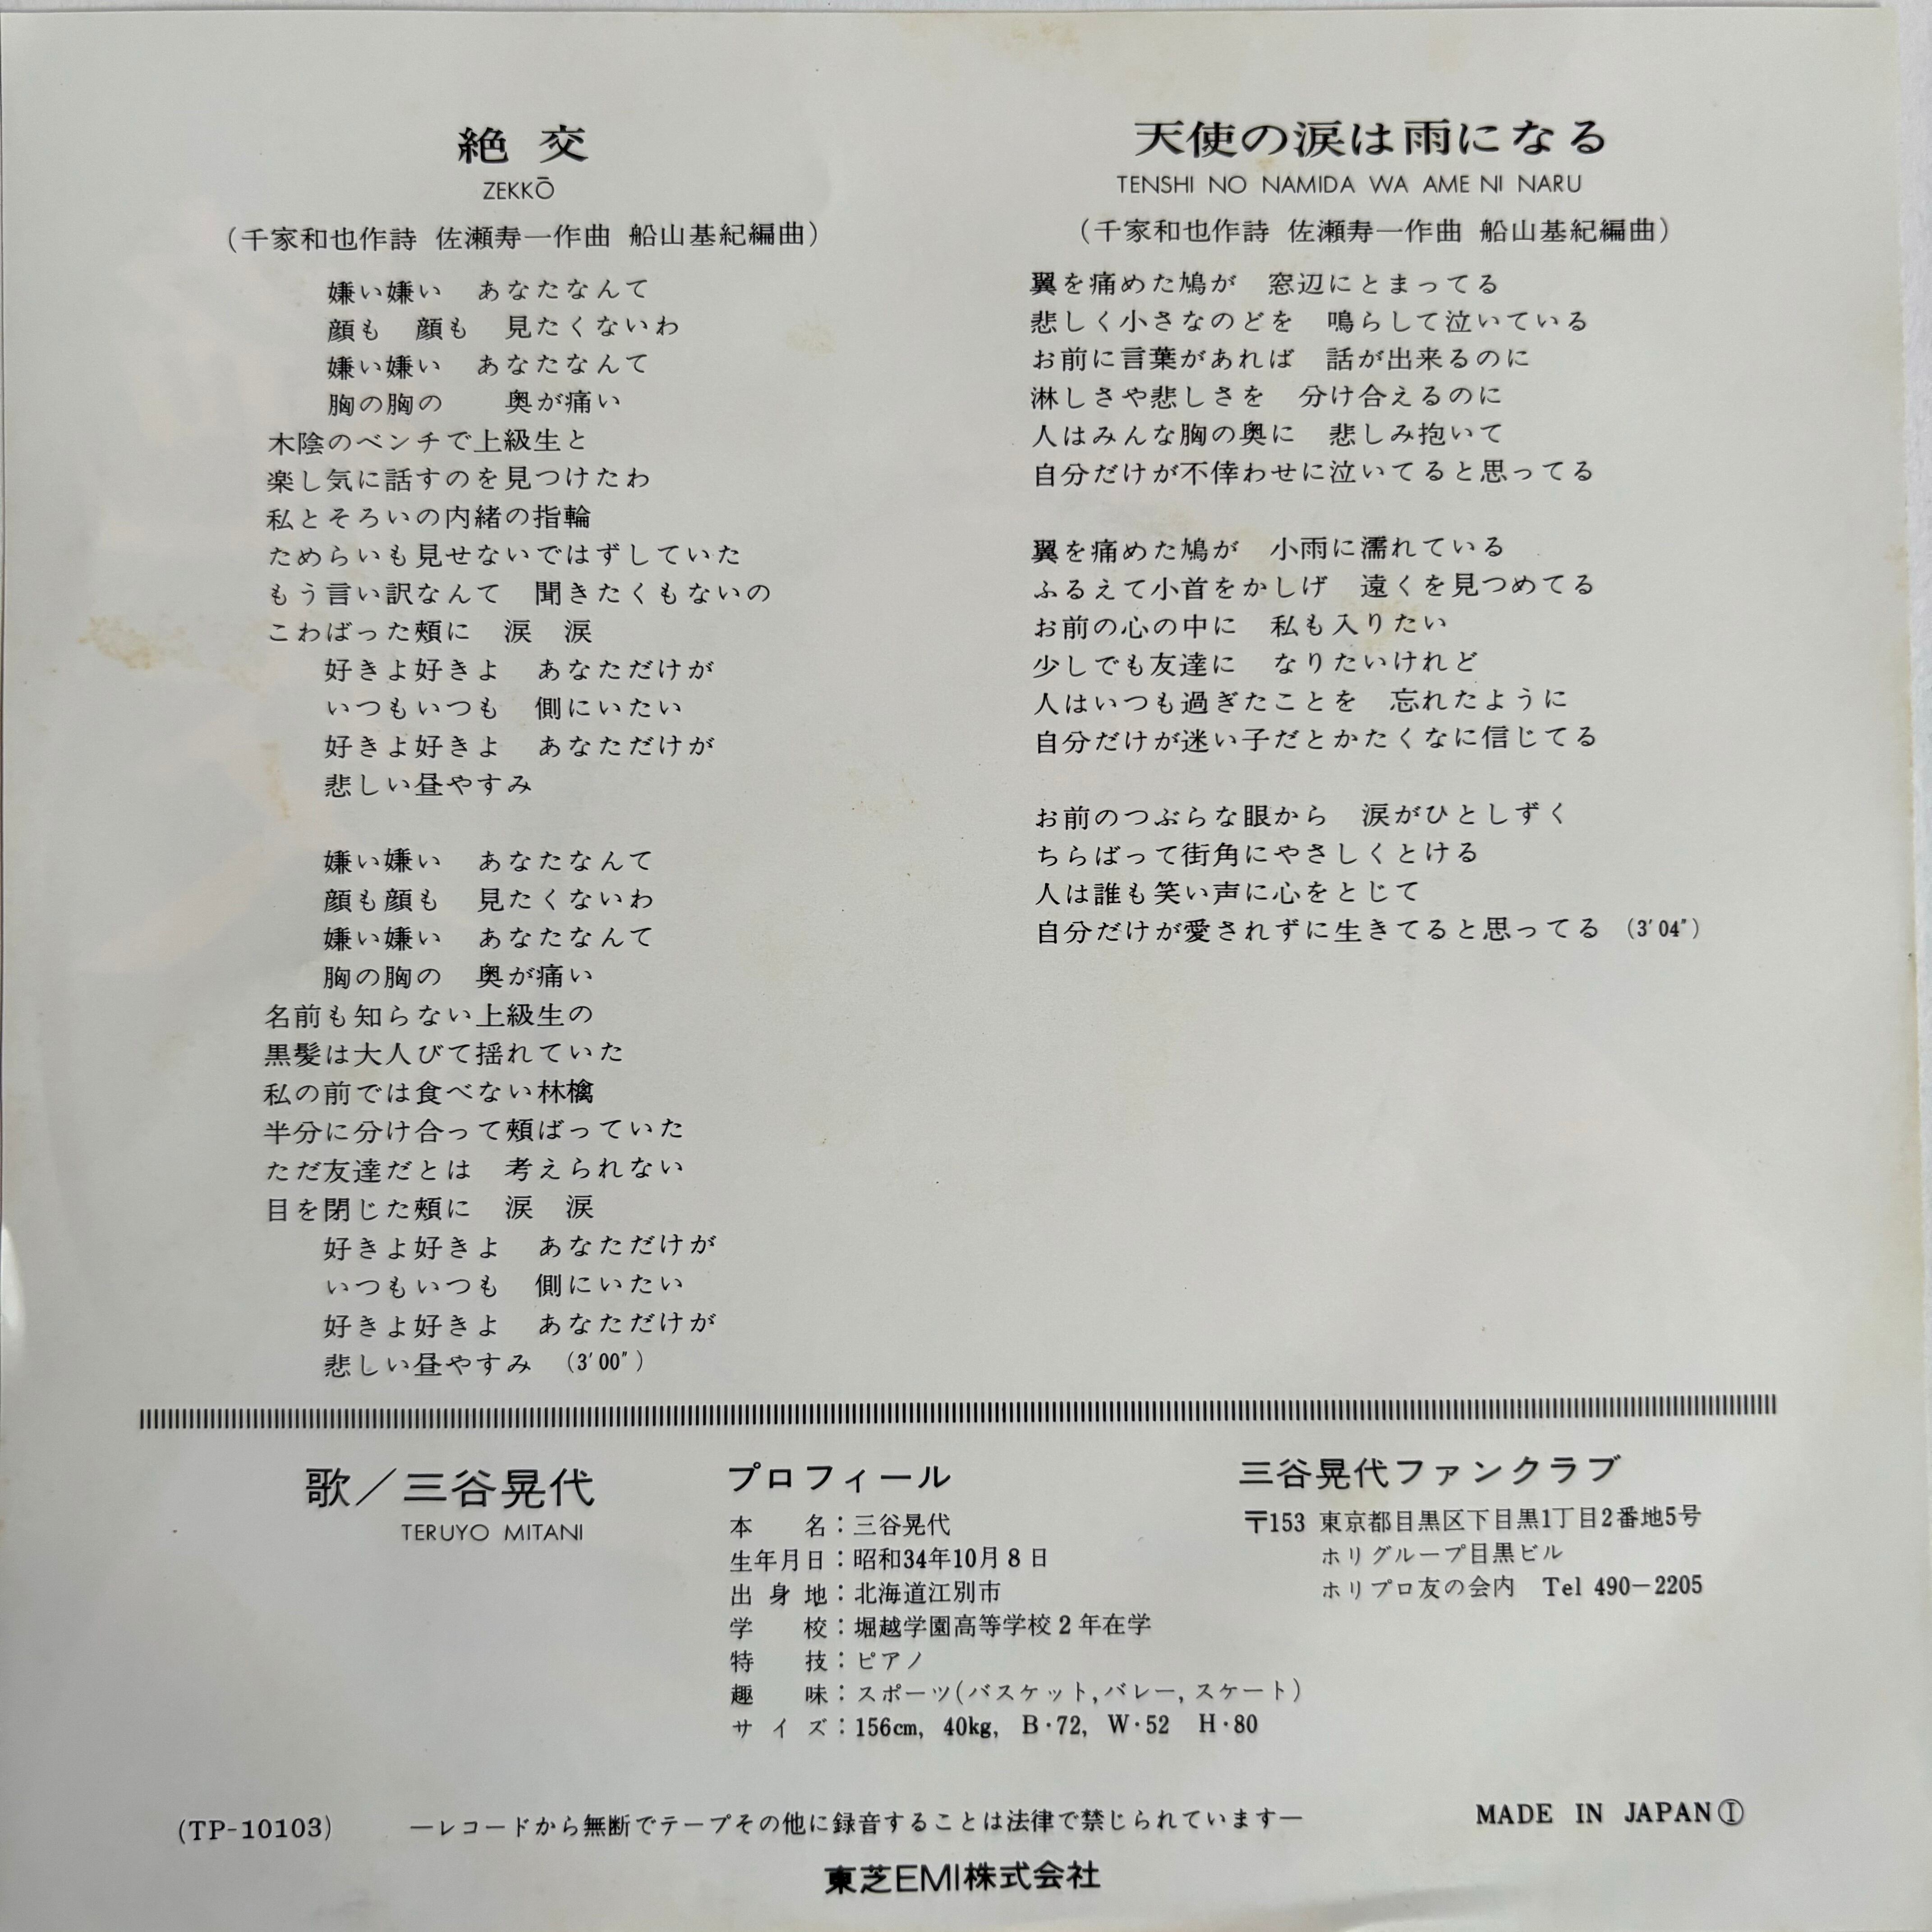 絶交
ZEKKŌ
（千家和也作詩 佐瀬寿一作曲 船山基紀編曲）
嫌い嫌い　あなたなんて
顔も　顔も　見たくないわ
嫌い嫌い　あなたなんて
胸の胸の　　奥が痛い
木陰のベンチで上級生と
楽し気に話すのを見つけたわ
私とそろいの内緒の指輪
ためらいも見せないではずしていた
もう言い訳なんて　聞きたくもないの
こわばった頰に　涙　涙
好きよ好きよ　あなただけが
いつもいつも　側にいたい
好きよ好きよ　あなただけが
悲しい昼やすみ
嫌い嫌い　あなたなんて
顔も顔も　見たくないわ
嫌い嫌い　あなたなんて
胸の胸の　奥が痛い
名前も知らない上級生の
黒髪は大人びて揺れていた
私の前では食べない林檎
半分に分け合って頰ばっていた
ただ友達だとは　考えられない
目を閉じた頰に　涙　涙
好きよ好きよ　あなただけが
いつもいつも　側にいたい
好きよ好きよ　あなただけが
悲しい昼やすみ　（3′00″）
天使の涙は雨になる
TENSHI NO NAMIDA WA AME NI NARU
（千家和也作詩 佐瀬寿一作曲 船山基紀編曲）
翼を痛めた鳩が　窓辺にとまってる
悲しく小さなのどを　鳴らして泣いている
お前に言葉があれば　話が出来るのに
淋しさや悲しさを　分け合えるのに
人はみんな胸の奥に　悲しみ抱いて
自分だけが不倖わせに泣いてると思ってる
翼を痛めた鳩が　小雨に濡れている
ふるえて小首をかしげ　遠くを見つめてる
お前の心の中に　私も入りたい
少しでも友達に　なりたいけれど
人はいつも過ぎたことを　忘れたように
自分だけが迷い子だとかたくなに信じてる
お前のつぶらな眼から　涙がひとしずく
ちらばって街角にやさしくとける
人は誰も笑い声に心をとじて
自分だけが愛されずに生きてると思ってる （3′04″）
歌／三谷晃代
TERUYO MITANI
プロフィール
本　　名：三谷晃代
生年月日：昭和34年10月8日
出 身 地：北海道江別市
学　　校：堀越学園高等学校2年在学
特　　技：ピアノ
趣　　味：スポーツ(バスケット,バレー,スケート)
サ イ ズ：156cm, 40kg, B・72, W・52　H・80
三谷晃代ファンクラブ
〒153 東京都目黒区下目黒1丁目2番地5号
ホリグループ目黒ビル
ホリプロ友の会内　Tel 490−2205
(TP-10103)
—レコードから無断でテープその他に録音することは法律で禁じられています—
MADE IN JAPAN Ⓘ
東芝EMI株式会社